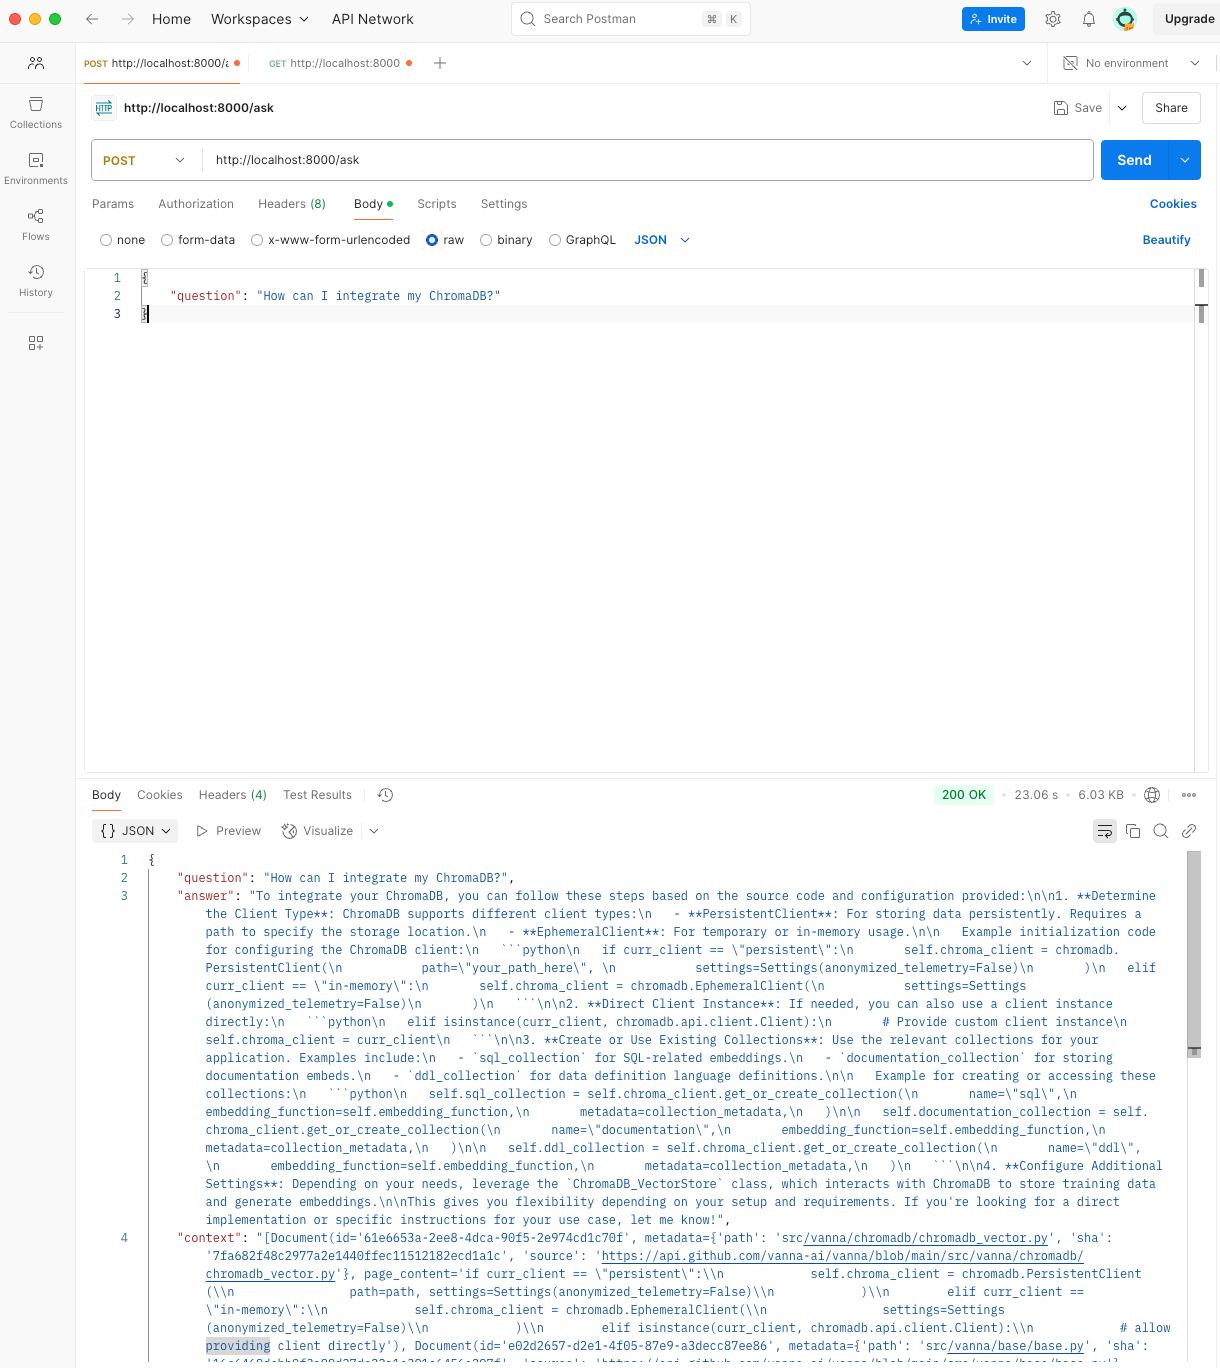 Home Workspaces API Network Search Postman ⌘ K Invite Upgrade
POST http://localhost:8000/a GET http://localhost:8000 No environment
HTTP http://localhost:8000/ask Save Share
Collections
POST http://localhost:8000/ask Send
Environments
Params Authorization Headers (8) Body Scripts Settings Cookies
Flows
none form-data x-www-form-urlencoded raw binary GraphQL JSON Beautify
History
1 {
2 "question": "How can I integrate my ChromaDB?"
3 }
Body Cookies Headers (4) Test Results 200 OK 23.06 s 6.03 KB
{} JSON Preview Visualize
1 {
2 "question": "How can I integrate my ChromaDB?",
3 "answer": "To integrate your ChromaDB, you can follow these steps based on the source code and configuration provided:\n\n1. **Determine
the Client Type**: ChromaDB supports different client types:\n   - **PersistentClient**: For storing data persistently. Requires a
path to specify the storage location.\n   - **EphemeralClient**: For temporary or in-memory usage.\n\n   Example initialization code
for configuring the ChromaDB client:\n   ```python\n   if curr_client == \"persistent\":\n       self.chroma_client = chromadb.
PersistentClient(\n           path=\"your_path_here\", \n           settings=Settings(anonymized_telemetry=False)\n       )\n   elif
curr_client == \"in-memory\":\n       self.chroma_client = chromadb.EphemeralClient(\n           settings=Settings
(anonymized_telemetry=False)\n       )\n   ```\n\n2. **Direct Client Instance**: If needed, you can also use a client instance
directly:\n   ```python\n   elif isinstance(curr_client, chromadb.api.client.Client):\n       # Provide custom client instance\n
self.chroma_client = curr_client\n   ```\n\n3. **Create or Use Existing Collections**: Use the relevant collections for your
application. Examples include:\n   - `sql_collection` for SQL-related embeddings.\n   - `documentation_collection` for storing
documentation embeds.\n   - `ddl_collection` for data definition language definitions.\n\n   Example for creating or accessing these
collections:\n   ```python\n   self.sql_collection = self.chroma_client.get_or_create_collection(\n       name=\"sql\",\n
embedding_function=self.embedding_function,\n       metadata=collection_metadata,\n   )\n\n   self.documentation_collection = self.
chroma_client.get_or_create_collection(\n       name=\"documentation\",\n       embedding_function=self.embedding_function,\n
metadata=collection_metadata,\n   )\n\n   self.ddl_collection = self.chroma_client.get_or_create_collection(\n       name=\"ddl\",
\n       embedding_function=self.embedding_function,\n       metadata=collection_metadata,\n   )\n   ```\n\n4. **Configure Additional
Settings**: Depending on your needs, leverage the `ChromaDB_VectorStore` class, which interacts with ChromaDB to store training data
and generate embeddings.\n\nThis gives you flexibility depending on your setup and requirements. If you're looking for a direct
implementation or specific instructions for your use case, let me know!",
4 "context": "[Document(id='61e6653a-2ee8-4dca-90f5-2e974cd1c70f', metadata={'path': 'src/vanna/chromadb/chromadb_vector.py', 'sha':
'7fa682f48c2977a2e1440ffec11512182ecd1a1c', 'source': 'https://api.github.com/vanna-ai/vanna/blob/main/src/vanna/chromadb/
chromadb_vector.py'}, page_content='if curr_client == \"persistent\":\\n            self.chroma_client = chromadb.PersistentClient
(\\n                path=path, settings=Settings(anonymized_telemetry=False)\\n            )\\n        elif curr_client ==
\"in-memory\":\\n            self.chroma_client = chromadb.EphemeralClient(\\n                settings=Settings
(anonymized_telemetry=False)\\n            )\\n        elif isinstance(curr_client, chromadb.api.client.Client):\\n            # allow
providing client directly'), Document(id='e02d2657-d2e1-4f05-87e9-a3decc87ee86', metadata={'path': 'src/vanna/base/base.py', 'sha':